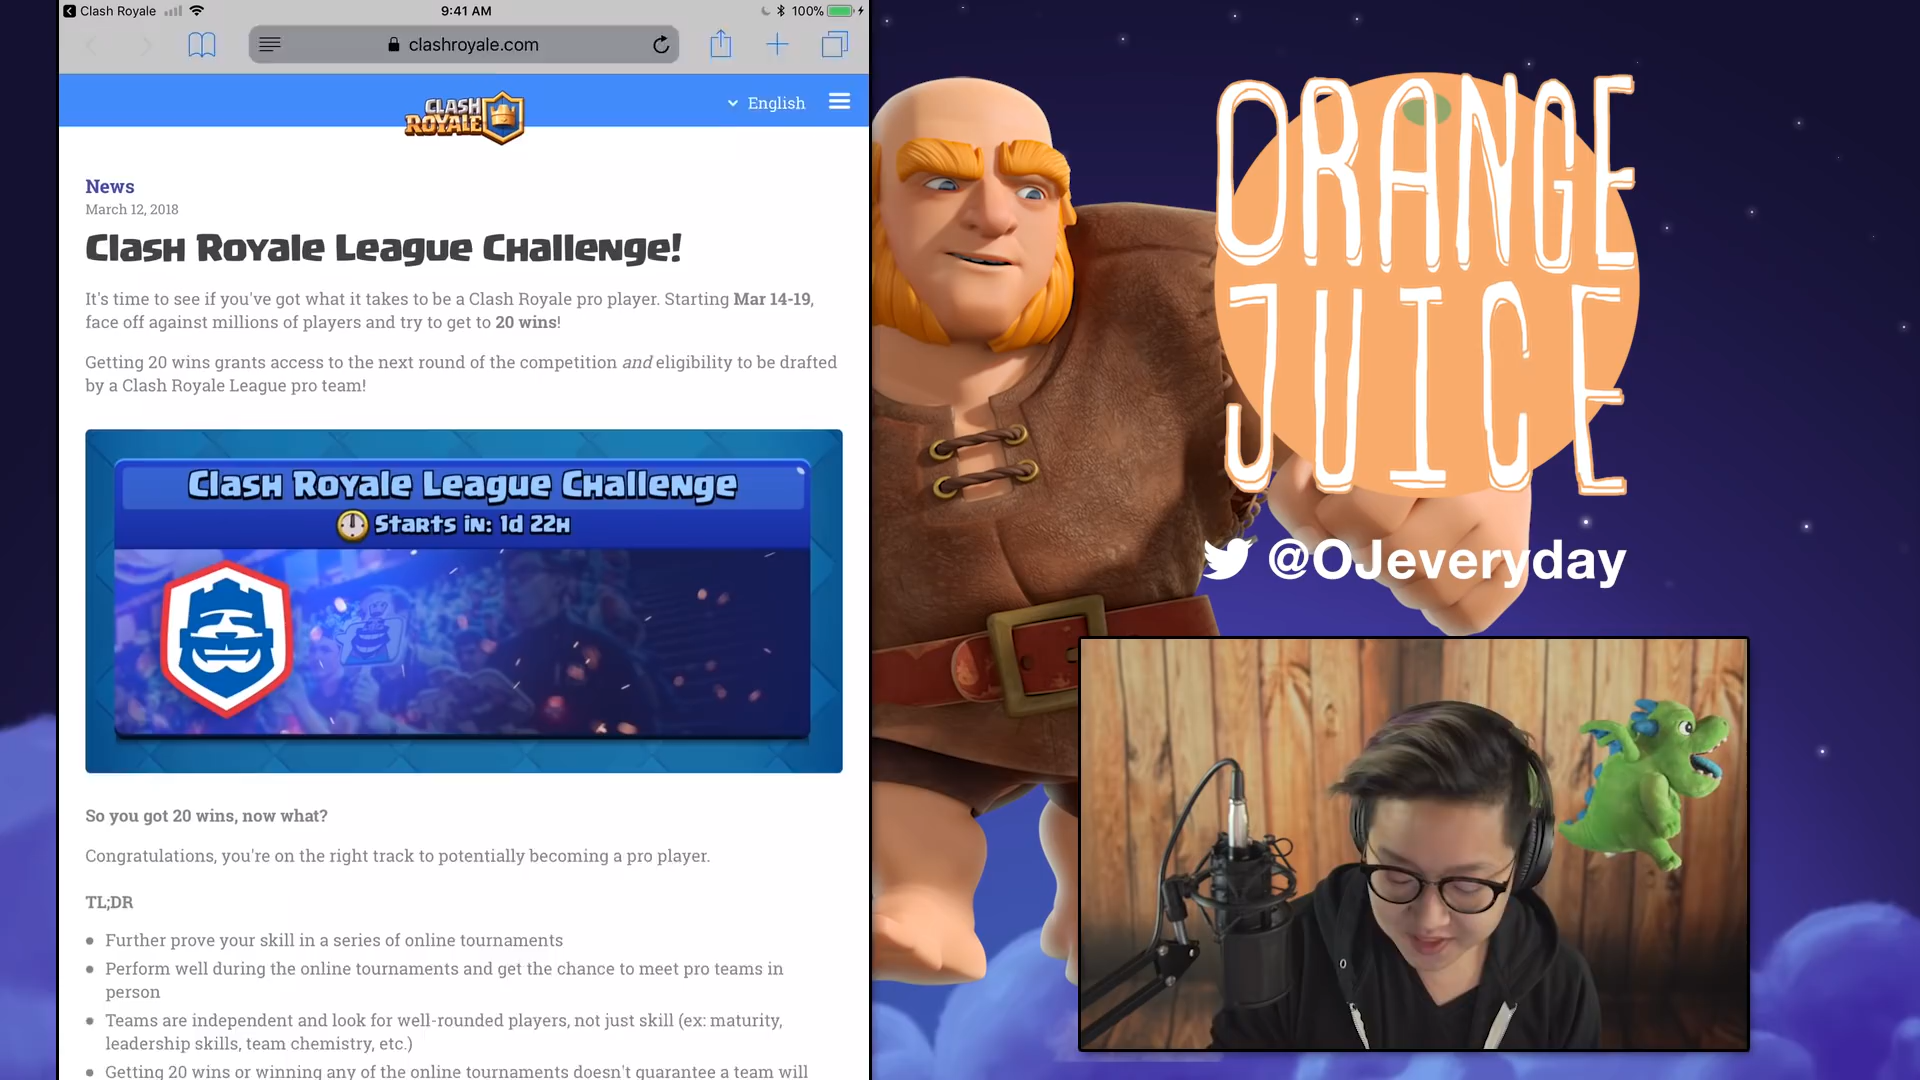 Clash Royale
9:41 AM
100%
clashroyale.com
CLASH
ROYALE
English
News
March 12, 2018
Clash Royale League Challenge!
It's time to see if you've got what it takes to be a Clash Royale pro player. Starting Mar 14-19,
face off against millions of players and try to get to 20 wins!
Getting 20 wins grants access to the next round of the competition and eligibility to be drafted
by a Clash Royale League pro team!
Clash Royale League Challenge
Starts in: 1d 22h
So you got 20 wins, now what?
Congratulations, you're on the right track to potentially becoming a pro player.
TL;DR
• Further prove your skill in a series of online tournaments
• Perform well during the online tournaments and get the chance to meet pro teams in
person
• Teams are independent and look for well-rounded players, not just skill (ex: maturity,
leadership skills, team chemistry, etc.)
• Getting 20 wins or winning any of the online tournaments doesn't guarantee a team will
ORANGE
JUICE
@OJeveryday